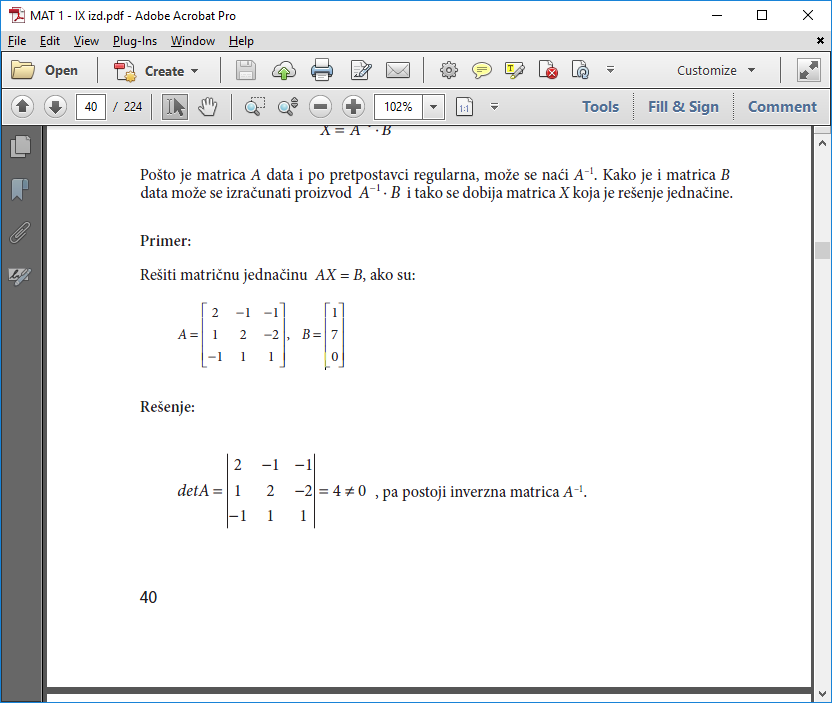 MAT 1 - IX izd.pdf - Adobe Acrobat Pro
File Edit View Plug-Ins Window Help
Open Create Customize
40 / 224 102% 1:1 Tools Fill & Sign Comment
X = A⁻¹ · B
Pošto je matrica A data i po pretpostavci regularna, može se naći A⁻¹. Kako je i matrica B
data može se izračunati proizvod A⁻¹ · B i tako se dobija matrica X koja je rešenje jednačine.
Primer:
Rešiti matričnu jednačinu AX = B, ako su:
2 −1 −1 1
A = 1 2 −2 , B = 7
−1 1 1 0
Rešenje:
2 −1 −1
detA = 1 2 −2 = 4 ≠ 0 , pa postoji inverzna matrica A⁻¹.
−1 1 1
40